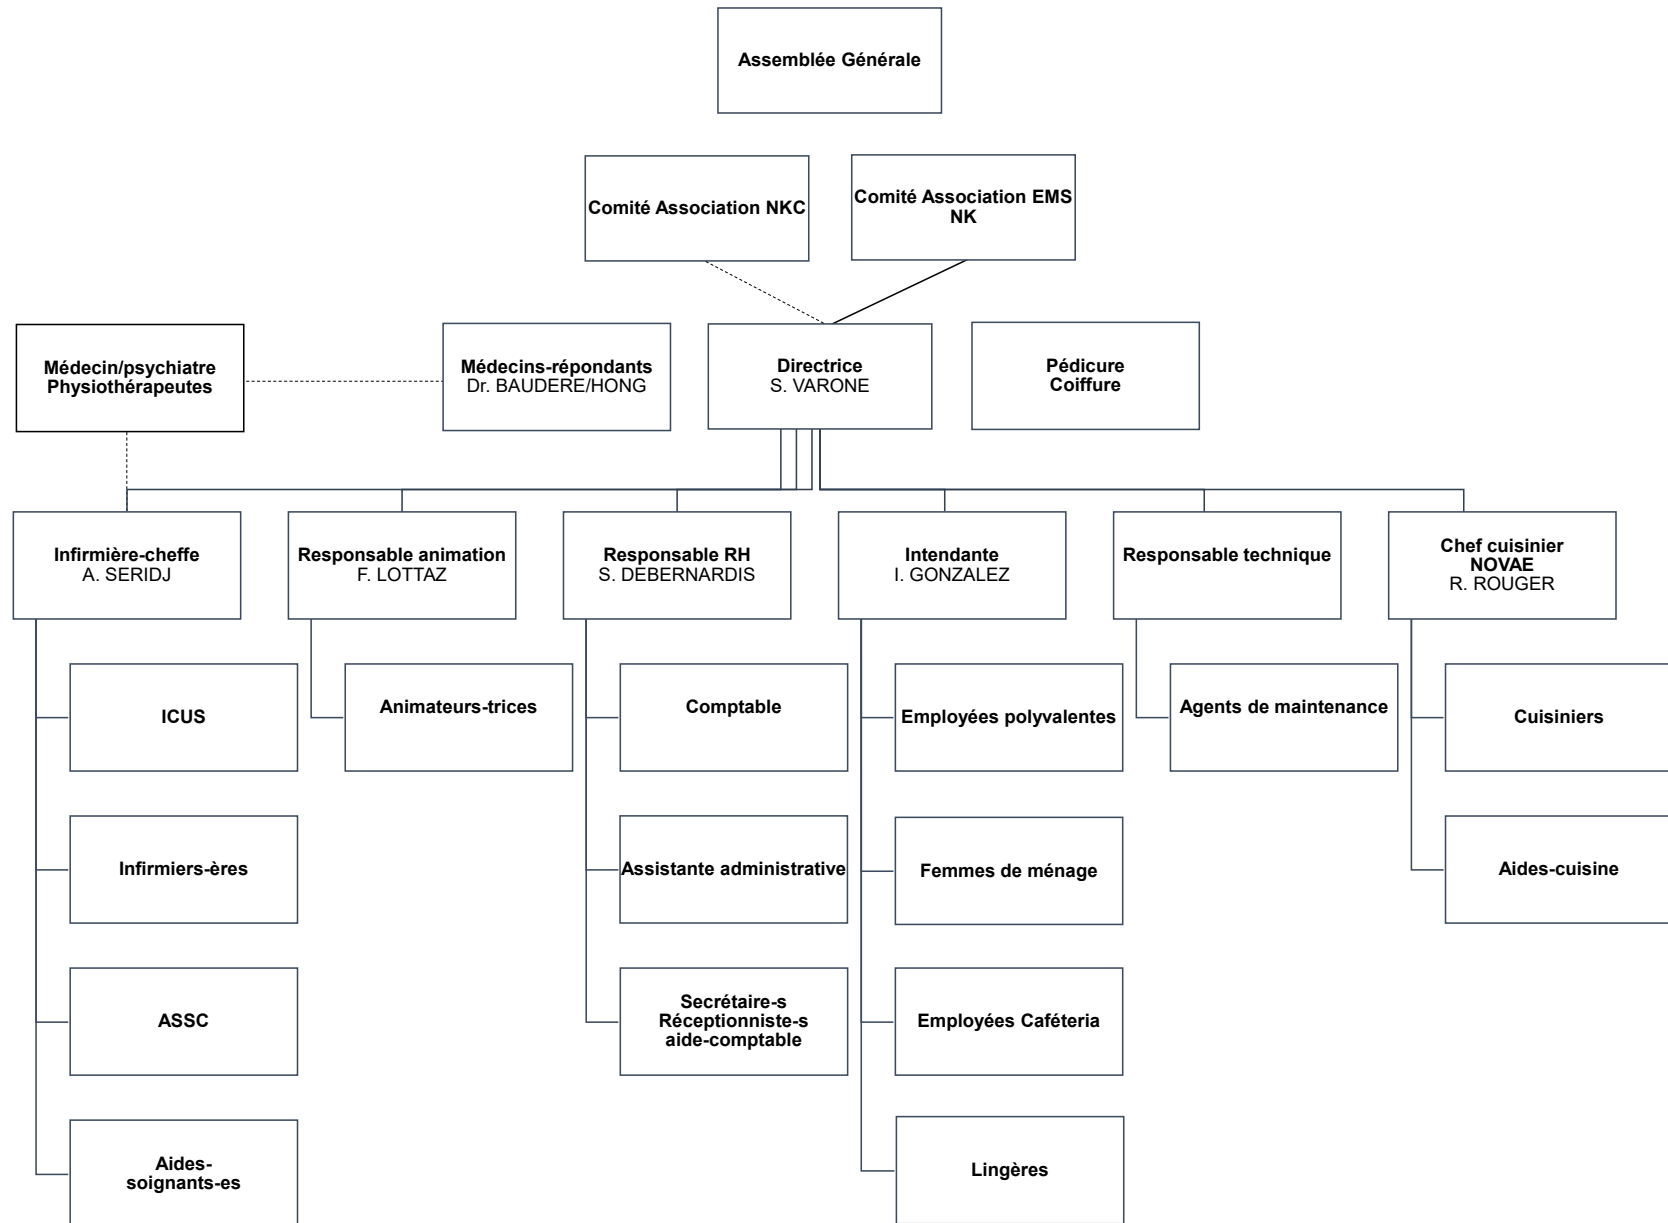 Assemblée Générale
Comité Association NKC
Comité Association EMS
NK
Médecin/psychiatre
Physiothérapeutes
Médecins-répondants
Dr. BAUDERE/HONG
Directrice
S. VARONE
Pédicure
Coiffure
Infirmière-cheffe
A. SERIDJ
Responsable animation
F. LOTTAZ
Responsable RH
S. DEBERNARDIS
Intendante
I. GONZALEZ
Responsable technique
Chef cuisinier
NOVAE
R. ROUGER
ICUS
Animateurs-trices
Comptable
Employées polyvalentes
Agents de maintenance
Cuisiniers
Infirmiers-ères
Assistante administrative
Femmes de ménage
Aides-cuisine
ASSC
Secrétaire-s
Réceptionniste-s
aide-comptable
Employées Caféteria
Aides-
soignants-es
Lingères